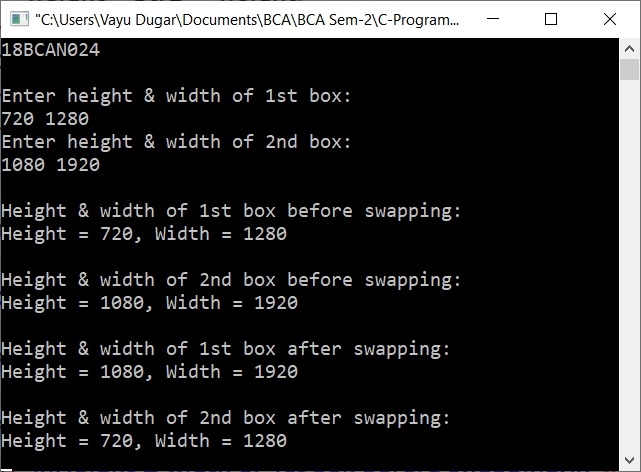 "C:\Users\Vayu Dugar\Documents\BCA\BCA Sem-2\C-Program...
18BCAN024
Enter height & width of 1st box:
720 1280
Enter height & width of 2nd box:
1080 1920
Height & width of 1st box before swapping:
Height = 720, Width = 1280
Height & width of 2nd box before swapping:
Height = 1080, Width = 1920
Height & width of 1st box after swapping:
Height = 1080, Width = 1920
Height & width of 2nd box after swapping:
Height = 720, Width = 1280